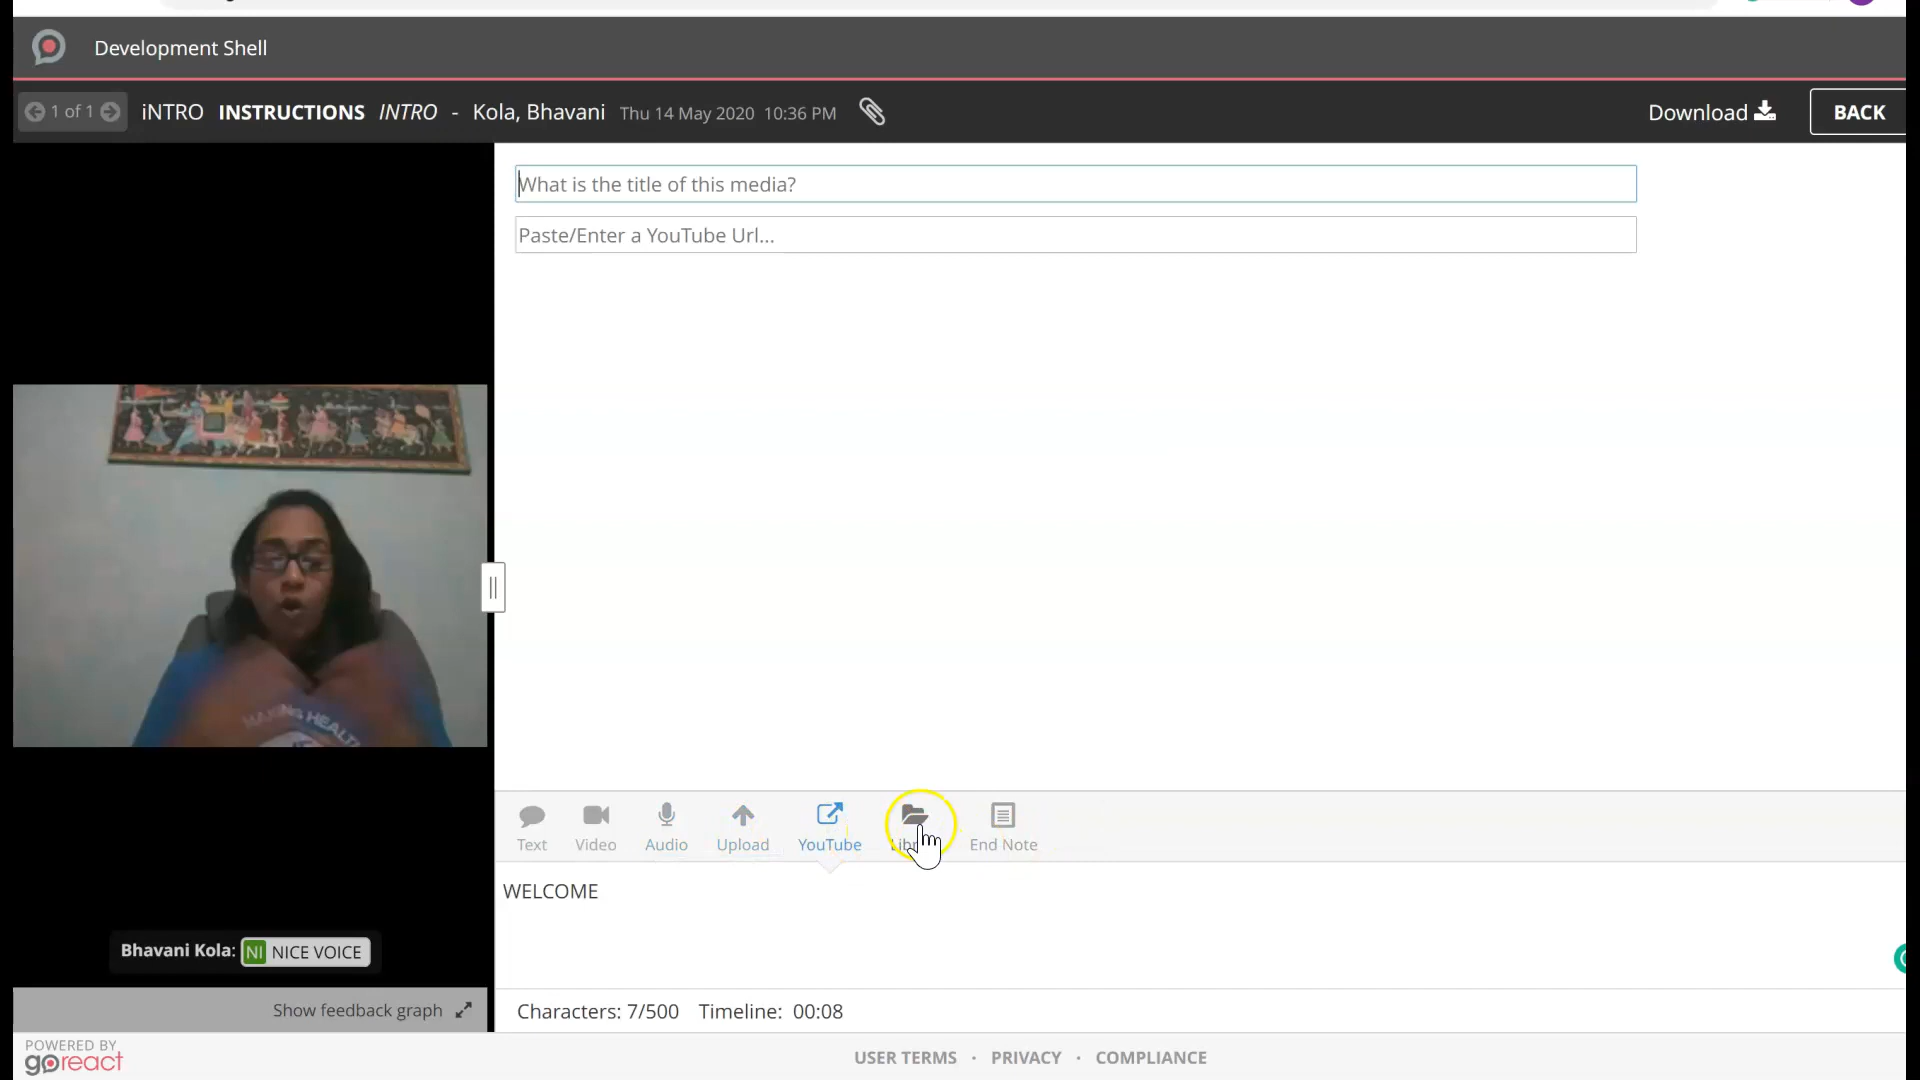 Development Shell
1 of 1 iNTRO INSTRUCTIONS INTRO - Kola, Bhavani Thu 14 May 2020 10:36 PM Download BACK
What is the title of this media?
Paste/Enter a YouTube Url...
Text Video Audio Upload YouTube End Note
WELCOME
Bhavani Kola: NI NICE VOICE
Show feedback graph
Characters: 7/500 Timeline: 00:08
POWERED BY
goreact
USER TERMS · PRIVACY · COMPLIANCE